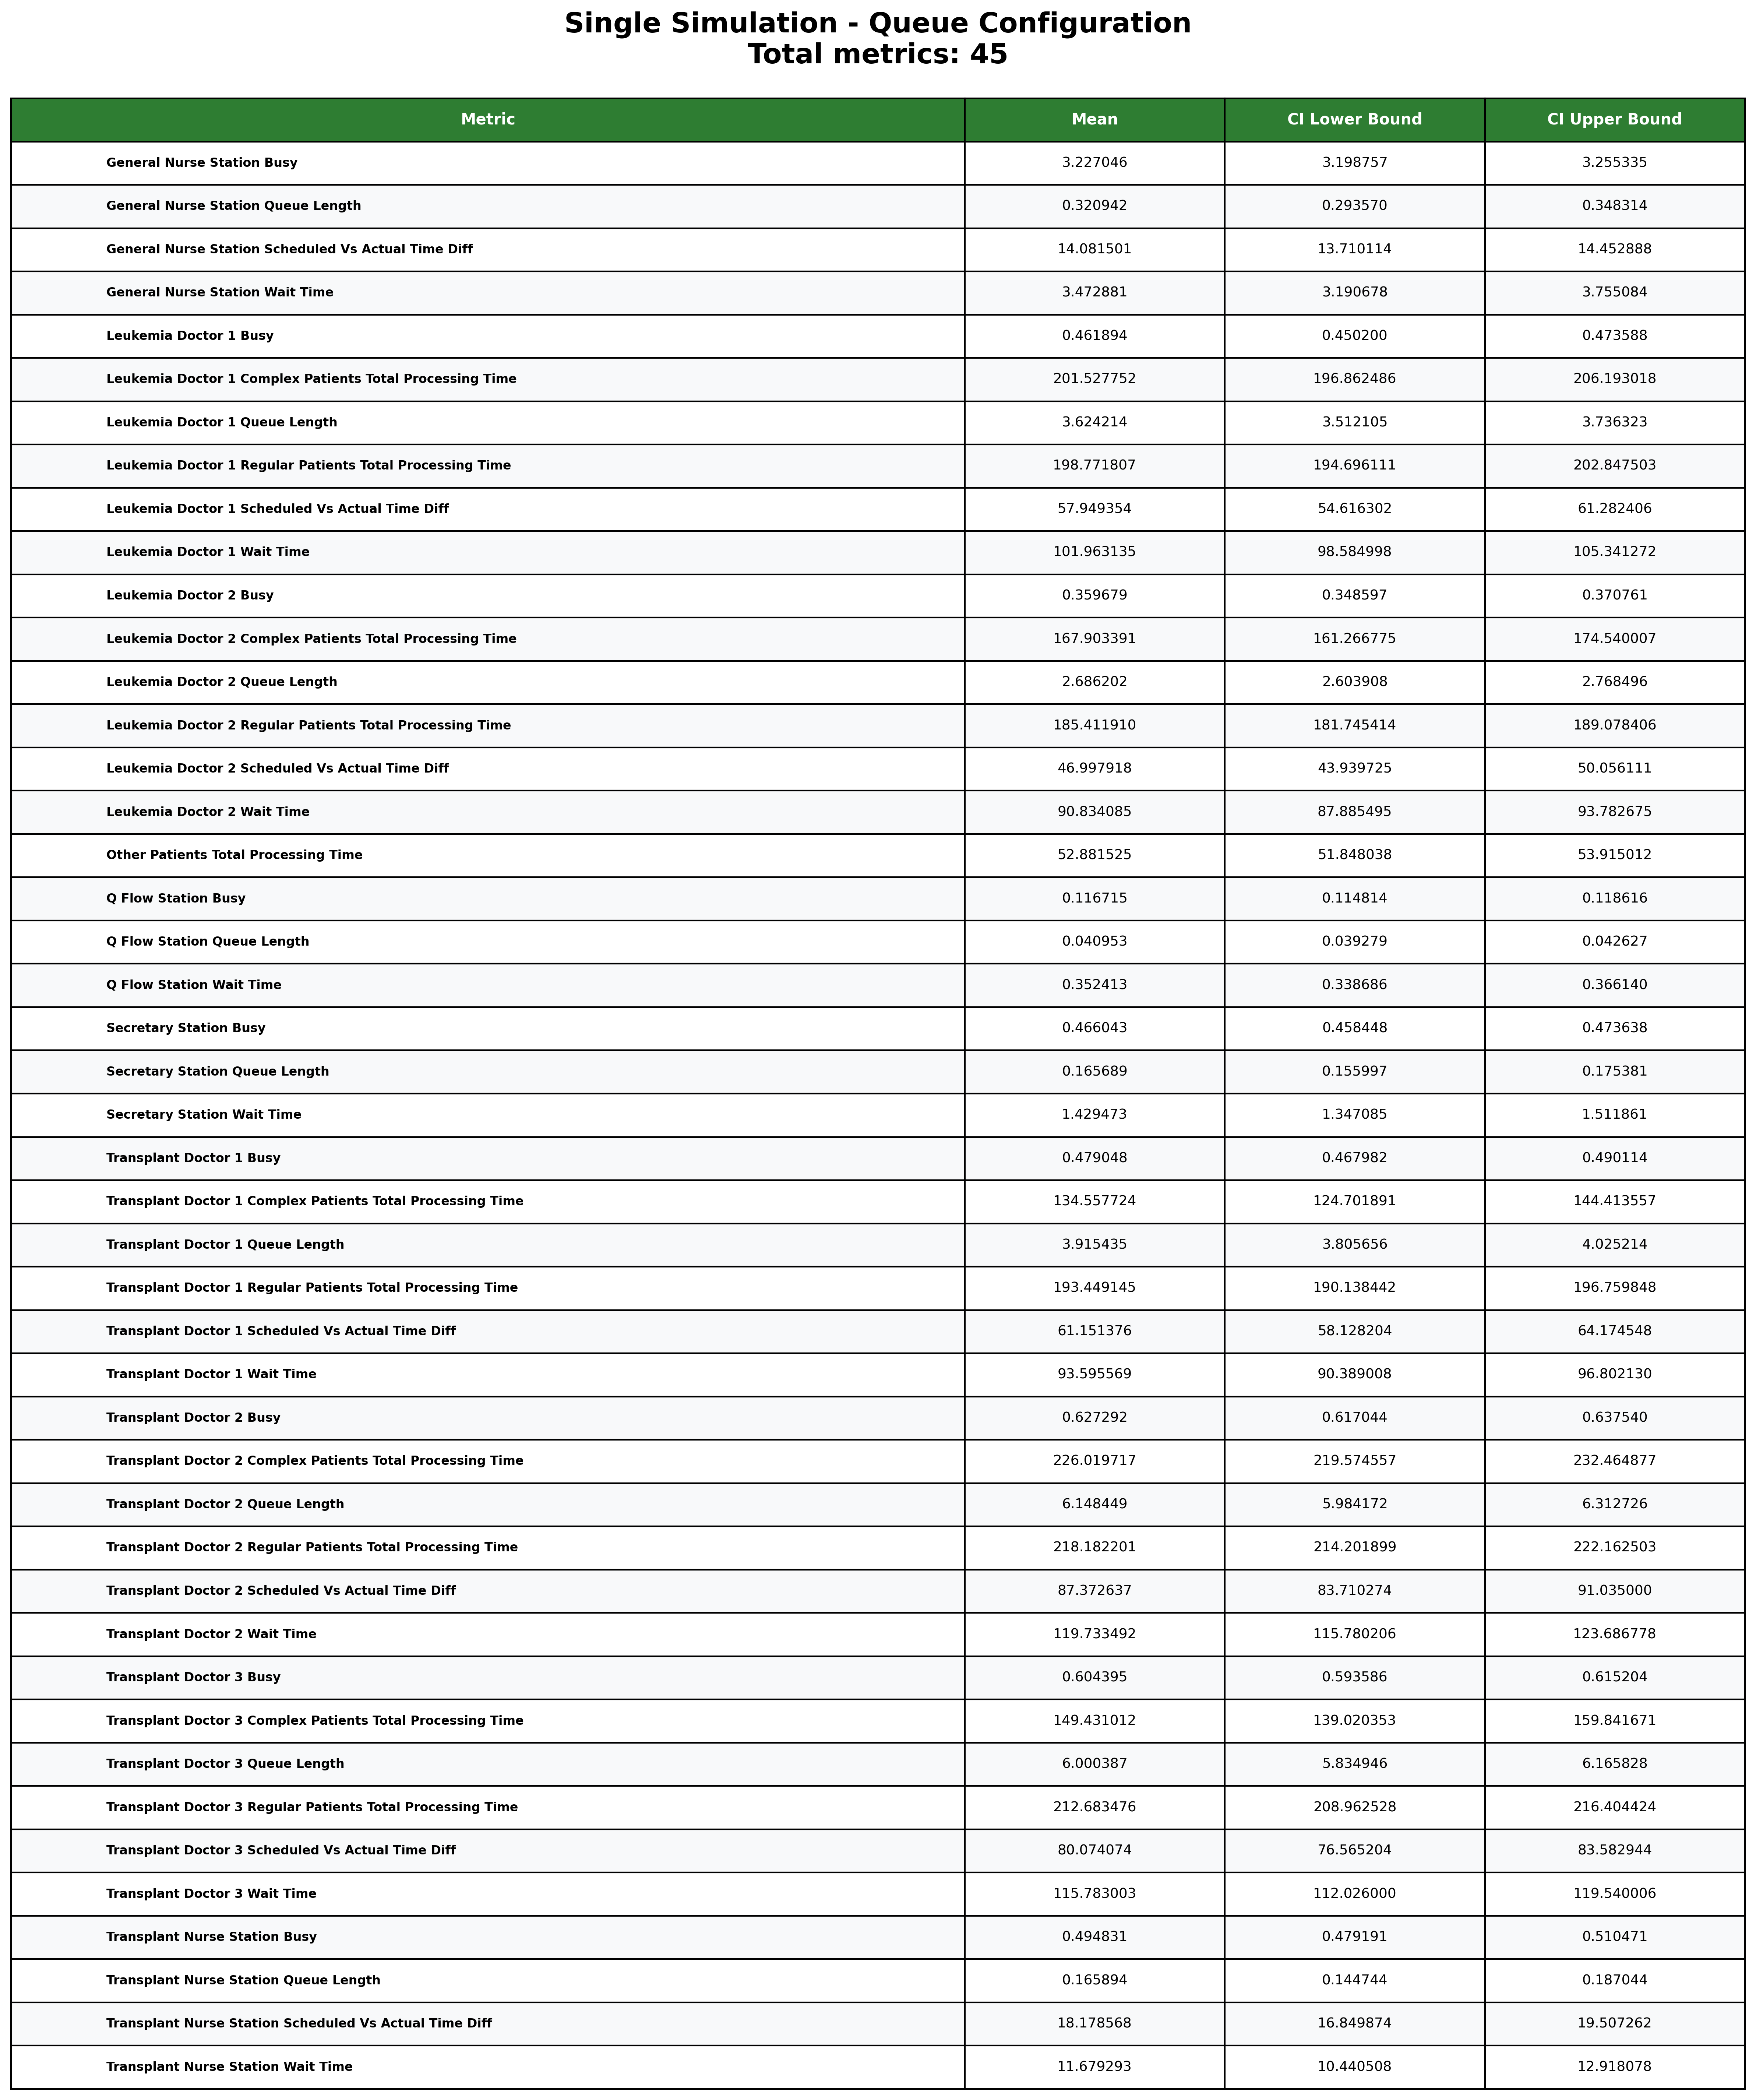 Single Simulation - Queue Configuration
Total metrics: 45
Metric Mean CI Lower Bound CI Upper Bound
General Nurse Station Busy 3.227046 3.198757 3.255335
General Nurse Station Queue Length 0.320942 0.293570 0.348314
General Nurse Station Scheduled Vs Actual Time Diff 14.081501 13.710114 14.452888
General Nurse Station Wait Time 3.472881 3.190678 3.755084
Leukemia Doctor 1 Busy 0.461894 0.450200 0.473588
Leukemia Doctor 1 Complex Patients Total Processing Time 201.527752 196.862486 206.193018
Leukemia Doctor 1 Queue Length 3.624214 3.512105 3.736323
Leukemia Doctor 1 Regular Patients Total Processing Time 198.771807 194.696111 202.847503
Leukemia Doctor 1 Scheduled Vs Actual Time Diff 57.949354 54.616302 61.282406
Leukemia Doctor 1 Wait Time 101.963135 98.584998 105.341272
Leukemia Doctor 2 Busy 0.359679 0.348597 0.370761
Leukemia Doctor 2 Complex Patients Total Processing Time 167.903391 161.266775 174.540007
Leukemia Doctor 2 Queue Length 2.686202 2.603908 2.768496
Leukemia Doctor 2 Regular Patients Total Processing Time 185.411910 181.745414 189.078406
Leukemia Doctor 2 Scheduled Vs Actual Time Diff 46.997918 43.939725 50.056111
Leukemia Doctor 2 Wait Time 90.834085 87.885495 93.782675
Other Patients Total Processing Time 52.881525 51.848038 53.915012
Q Flow Station Busy 0.116715 0.114814 0.118616
Q Flow Station Queue Length 0.040953 0.039279 0.042627
Q Flow Station Wait Time 0.352413 0.338686 0.366140
Secretary Station Busy 0.466043 0.458448 0.473638
Secretary Station Queue Length 0.165689 0.155997 0.175381
Secretary Station Wait Time 1.429473 1.347085 1.511861
Transplant Doctor 1 Busy 0.479048 0.467982 0.490114
Transplant Doctor 1 Complex Patients Total Processing Time 134.557724 124.701891 144.413557
Transplant Doctor 1 Queue Length 3.915435 3.805656 4.025214
Transplant Doctor 1 Regular Patients Total Processing Time 193.449145 190.138442 196.759848
Transplant Doctor 1 Scheduled Vs Actual Time Diff 61.151376 58.128204 64.174548
Transplant Doctor 1 Wait Time 93.595569 90.389008 96.802130
Transplant Doctor 2 Busy 0.627292 0.617044 0.637540
Transplant Doctor 2 Complex Patients Total Processing Time 226.019717 219.574557 232.464877
Transplant Doctor 2 Queue Length 6.148449 5.984172 6.312726
Transplant Doctor 2 Regular Patients Total Processing Time 218.182201 214.201899 222.162503
Transplant Doctor 2 Scheduled Vs Actual Time Diff 87.372637 83.710274 91.035000
Transplant Doctor 2 Wait Time 119.733492 115.780206 123.686778
Transplant Doctor 3 Busy 0.604395 0.593586 0.615204
Transplant Doctor 3 Complex Patients Total Processing Time 149.431012 139.020353 159.841671
Transplant Doctor 3 Queue Length 6.000387 5.834946 6.165828
Transplant Doctor 3 Regular Patients Total Processing Time 212.683476 208.962528 216.404424
Transplant Doctor 3 Scheduled Vs Actual Time Diff 80.074074 76.565204 83.582944
Transplant Doctor 3 Wait Time 115.783003 112.026000 119.540006
Transplant Nurse Station Busy 0.494831 0.479191 0.510471
Transplant Nurse Station Queue Length 0.165894 0.144744 0.187044
Transplant Nurse Station Scheduled Vs Actual Time Diff 18.178568 16.849874 19.507262
Transplant Nurse Station Wait Time 11.679293 10.440508 12.918078